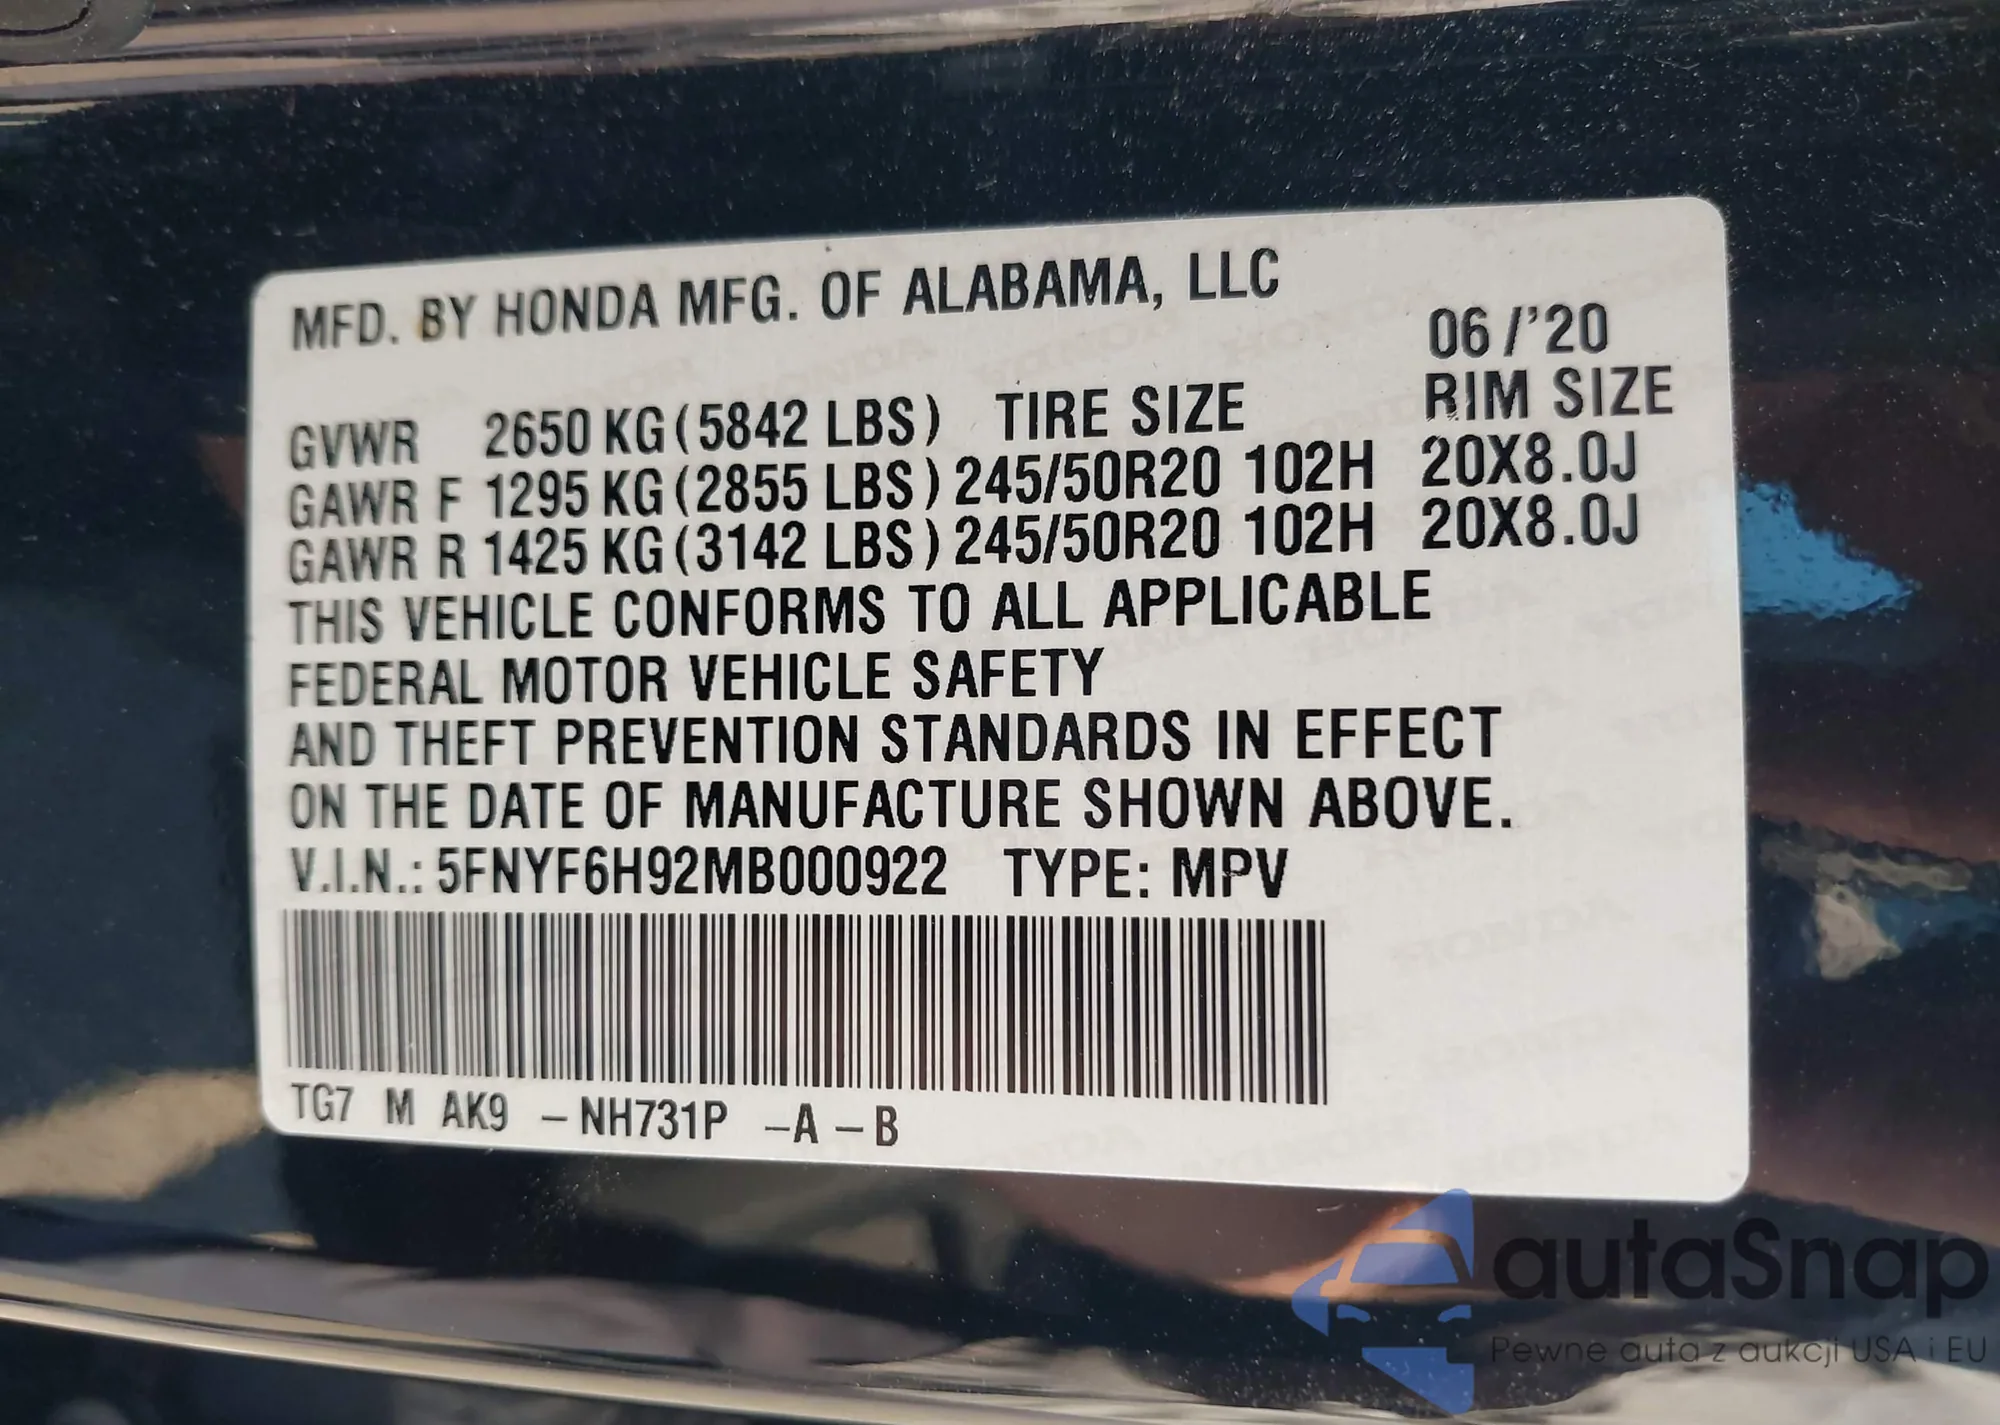 MFD. BY HONDA MFG. OF ALABAMA, LLC
06/'20
GVWR 2650 KG (5842 LBS) TIRE SIZE RIM SIZE
GAWR F 1295 KG (2855 LBS) 245/50R20 102H 20X8.0J
GAWR R 1425 KG (3142 LBS) 245/50R20 102H 20X8.0J
THIS VEHICLE CONFORMS TO ALL APPLICABLE
FEDERAL MOTOR VEHICLE SAFETY
AND THEFT PREVENTION STANDARDS IN EFFECT
ON THE DATE OF MANUFACTURE SHOWN ABOVE.
V.I.N.: 5FNYF6H92MB000922 TYPE: MPV
TG7 M AK9 – NH731P – A – B
autaSnap
Pewne auta z aukcji USA i EU